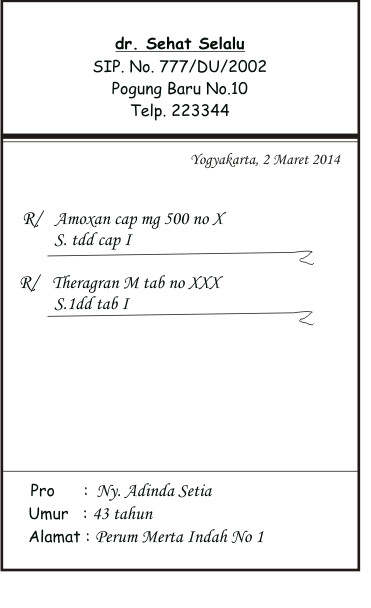 dr. Sehat Selalu
SIP. No. 777/DU/2002
Pogung Baru No.10
Telp. 223344
Yogyakarta, 2 Maret 2014
R/ Amoxan cap mg 500 no X
S. tdd cap I
R/ Theragran M tab no XXX
S.1dd tab I
Pro : Ny. Adinda Setia
Umur : 43 tahun
Alamat : Perum Merta Indah No 1